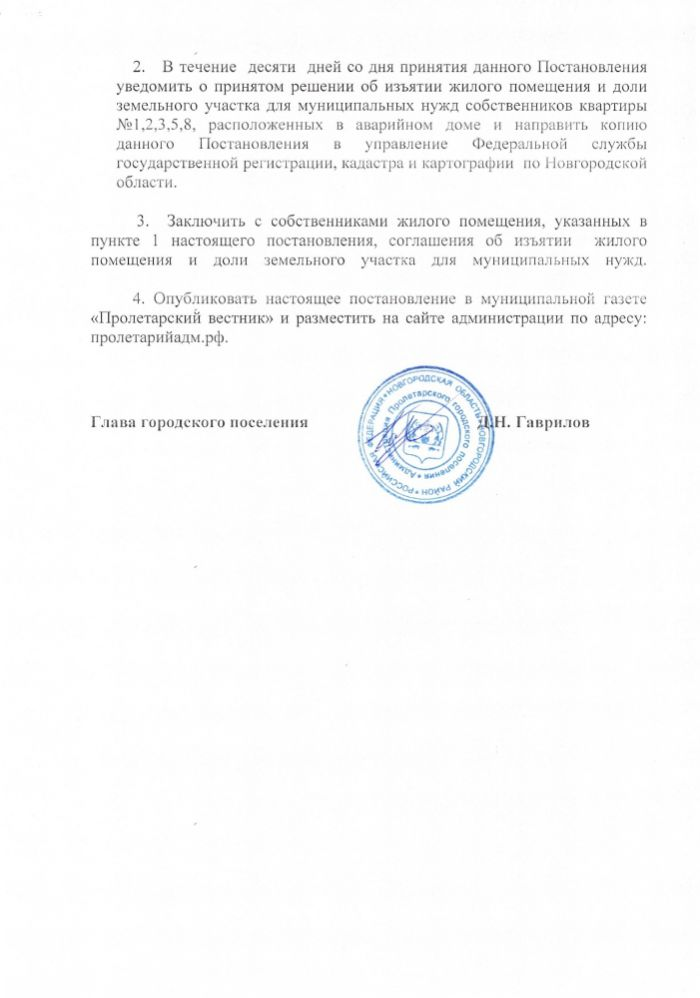 2. В течение десяти дней со дня принятия данного Постановления
уведомить о принятом решении об изъятии жилого помещения и доли
земельного участка для муниципальных нужд собственников квартиры
№1,2,3,5,8, расположенных в аварийном доме и направить копию
данного Постановления в управление Федеральной службы
государственной регистрации, кадастра и картографии по Новгородской
области.
3. Заключить с собственниками жилого помещения, указанных в
пункте 1 настоящего постановления, соглашения об изъятии жилого
помещения и доли земельного участка для муниципальных нужд.
4. Опубликовать настоящее постановление в муниципальной газете
«Пролетарский вестник» и разместить на сайте администрации по адресу:
пролетарийадм.рф.
Глава городского поселения Д.Н. Гаврилов
РОССИЙСКАЯ ФЕДЕРАЦИЯ • НОВГОРОДСКАЯ ОБЛАСТЬ НОВГОРОДСКИЙ РАЙОН •
Администрация Пролетарского городского поселения •